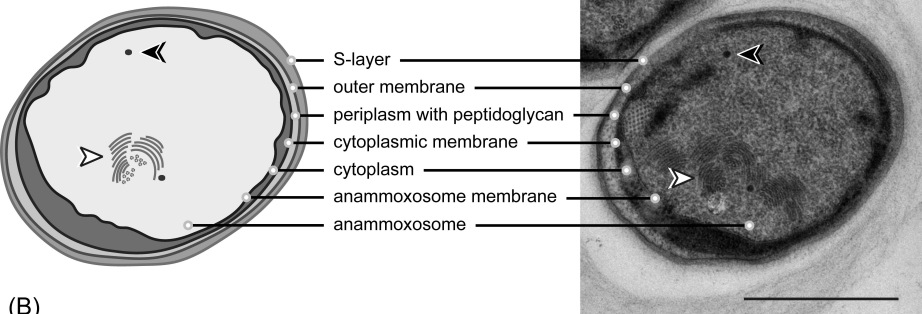 S-layer
outer membrane
periplasm with peptidoglycan
cytoplasmic membrane
cytoplasm
anammoxosome membrane
anammoxosome
(B)